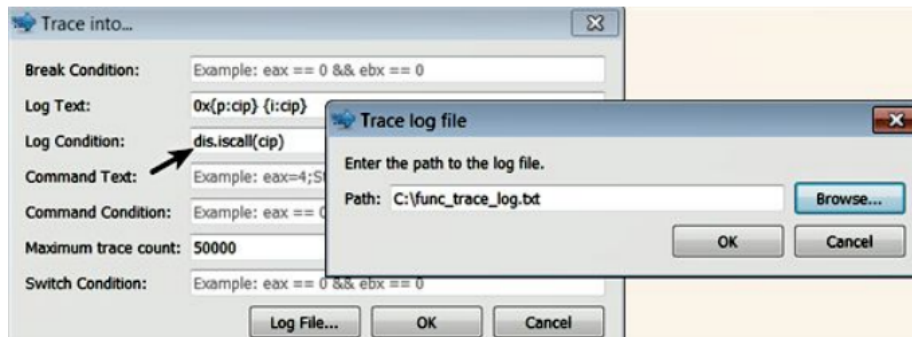 Trace into...
Break Condition:
Example: eax == 0 && ebx == 0
Log Text:
0x{p:cip} {i:cip}
Log Condition:
dis.iscall(cip)
Command Text:
Example: eax=4;
Command Condition:
Example: eax ==
Maximum trace count:
50000
Switch Condition:
Example: eax == 0 && ebx == 0
Log File...
OK
Cancel
Trace log file
Enter the path to the log file.
Path:
C:\func_trace_log.txt
Browse...
OK
Cancel